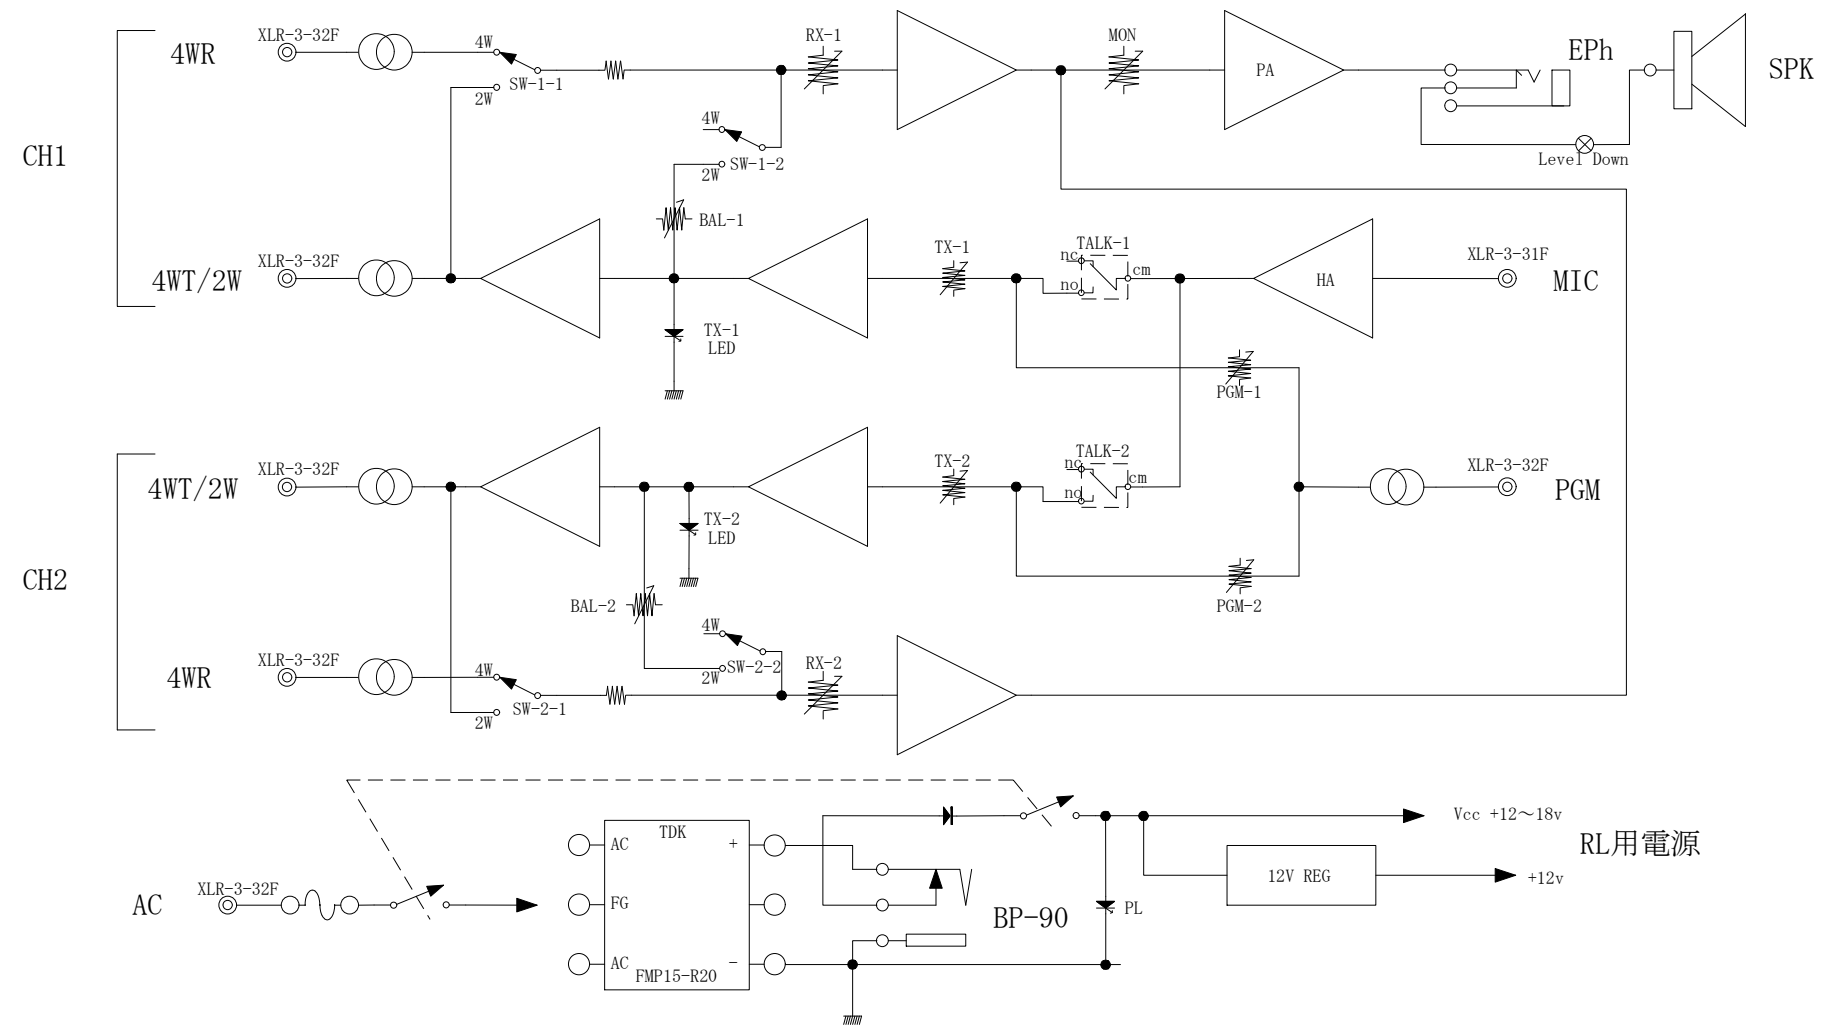 4WR
XLR-3-32F
4W
SW-1-1
2W
RX-1
MON
PA
EPh
SPK
4W
SW-1-2
2W
Level Down
CH1
BAL-1
4WT/2W
XLR-3-32F
TX-1
TALK-1
nc
cm
no
HA
XLR-3-31F
MIC
TX-1
LED
PGM-1
4WT/2W
XLR-3-32F
TX-2
TALK-2
nc
cm
no
XLR-3-32F
PGM
TX-2
LED
CH2
BAL-2
PGM-2
4W
SW-2-2
2W
4WR
XLR-3-32F
4W
SW-2-1
2W
RX-2
TDK
AC
+
FG
AC
-
FMP15-R20
AC
XLR-3-32F
BP-90
PL
Vcc +12～18v
RL用電源
12V REG
+12v